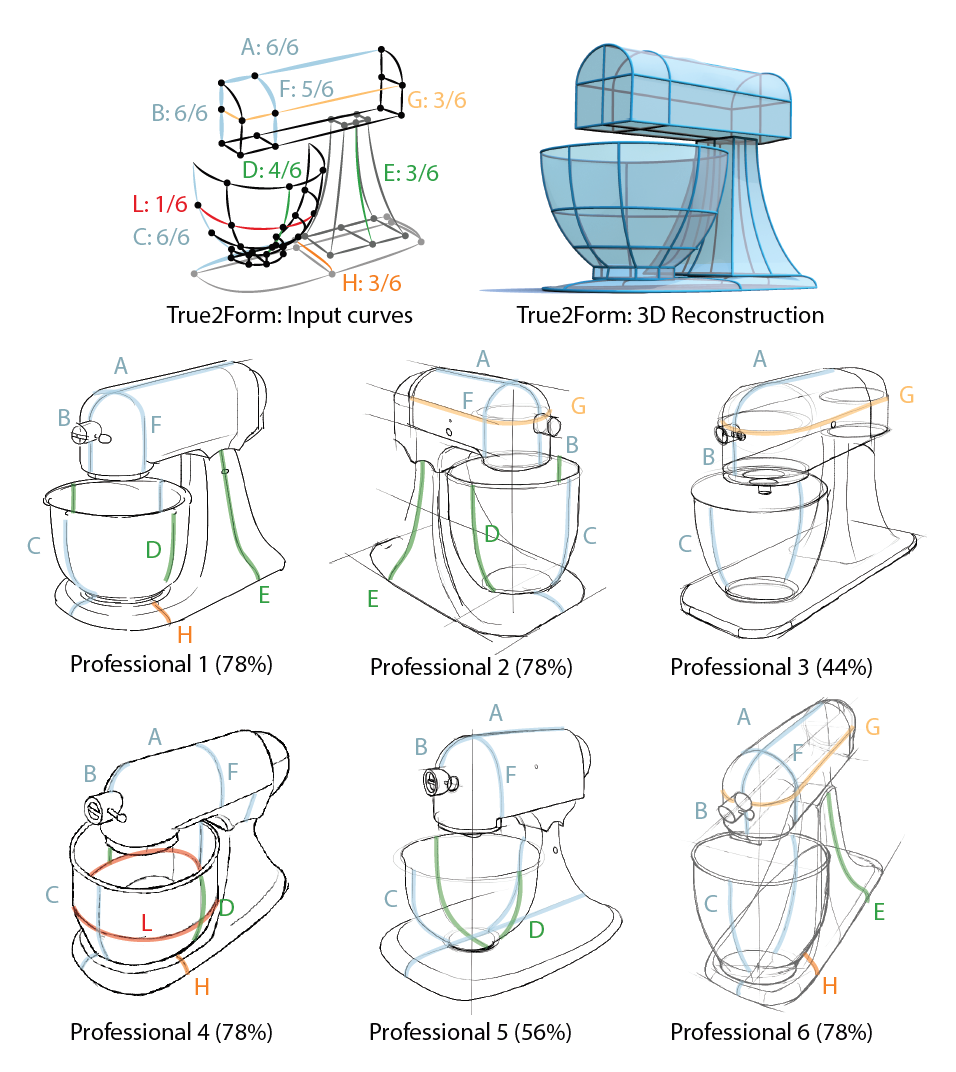 A: 6/6
F: 5/6
G: 3/6
B: 6/6
D: 4/6
E: 3/6
L: 1/6
C: 6/6
H: 3/6
True2Form: Input curves
True2Form: 3D Reconstruction
A
B
F
C
D
E
H
Professional 1 (78%)
A
F
G
B
D
C
E
Professional 2 (78%)
A
G
B
C
Professional 3 (44%)
A
B
F
C
L
D
H
Professional 4 (78%)
A
B
F
C
D
Professional 5 (56%)
A
G
F
B
C
E
H
Professional 6 (78%)